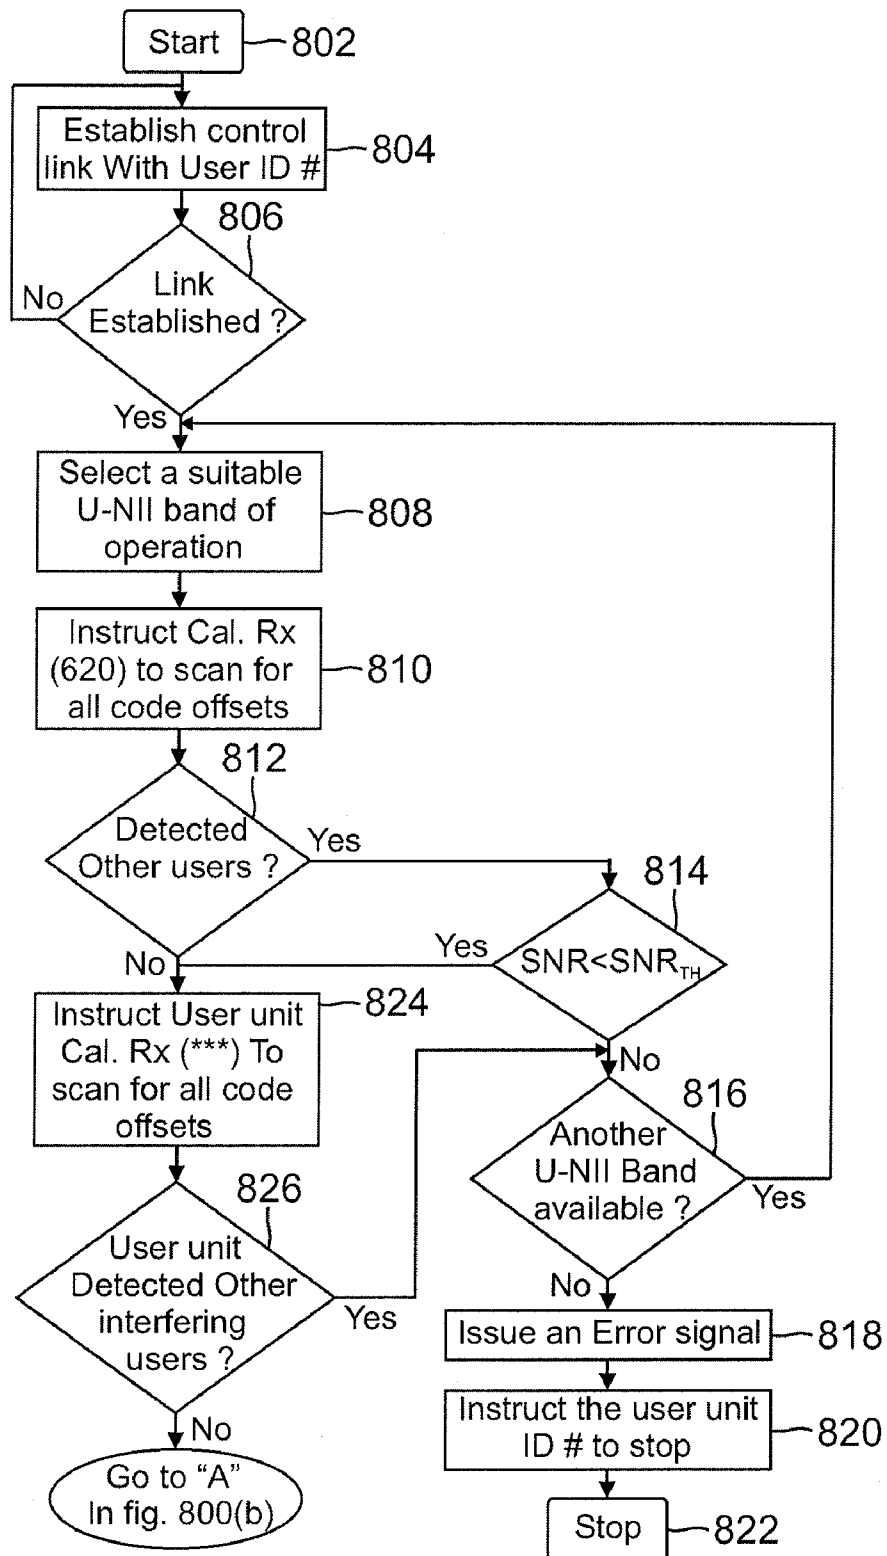 Start
802
Establish control
link With User ID #
804
806
Link
Established ?
No
Yes
Select a suitable
U-NII band of
operation
808
Instruct Cal. Rx
(620) to scan for
all code offsets
810
812
Detected
Other users ?
Yes
814
SNR<SNRTH
Yes
No
No
824
Instruct User unit
Cal. Rx (***) To
scan for all code
offsets
816
Another
U-NII Band
available ?
Yes
No
826
User unit
Detected Other
interfering
users ?
Yes
No
Issue an Error signal
818
Instruct the user unit
ID # to stop
820
Go to “A”
In fig. 800(b)
Stop
822